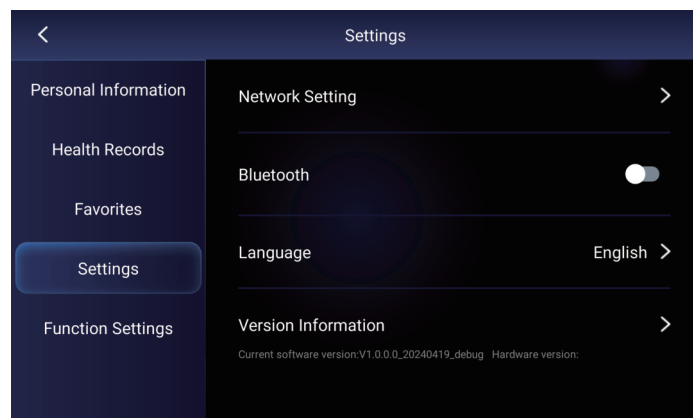 Settings
Personal Information
Health Records
Favorites
Settings
Function Settings
Network Setting
Bluetooth
Language English
Version Information
Current software version:V1.0.0.0_20240419_debug Hardware version: